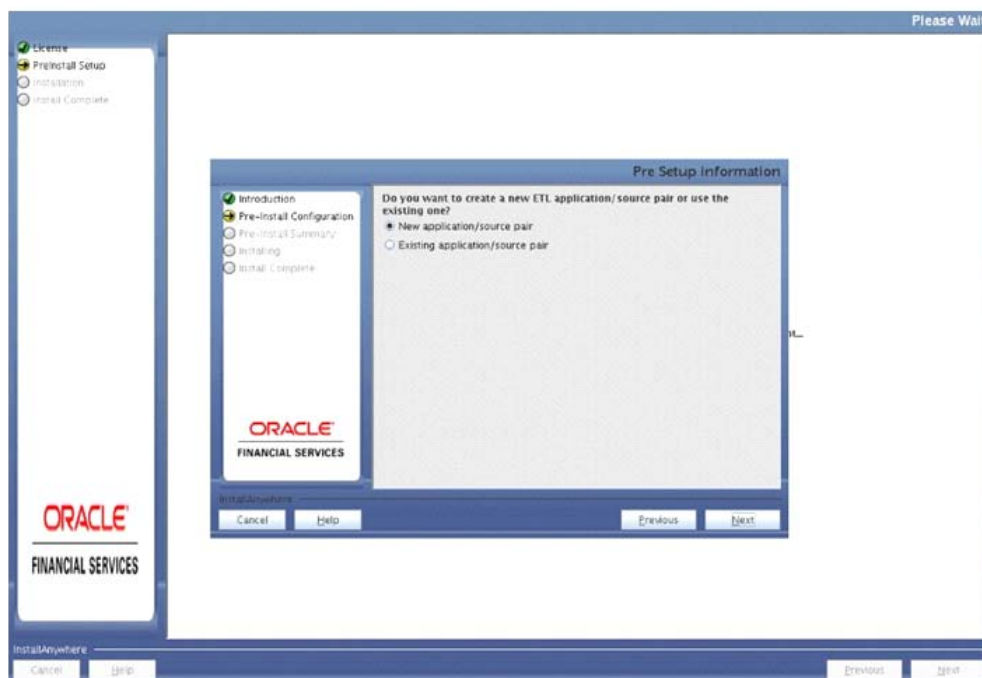 Please Wait
License
PreInstall Setup
Installation
Install Complete
Pre Setup information
Introduction
Pre-Install Configuration
Pre-Install Summary
Installing
Install Complete
Do you want to create a new ETL application/source pair or use the
existing one?
New application/source pair
Existing application/source pair
ORACLE
FINANCIAL SERVICES
InstallAnywhere
Cancel
Help
Previous
Next
ORACLE
FINANCIAL SERVICES
InstallAnywhere
Cancel
Help
Previous
Next